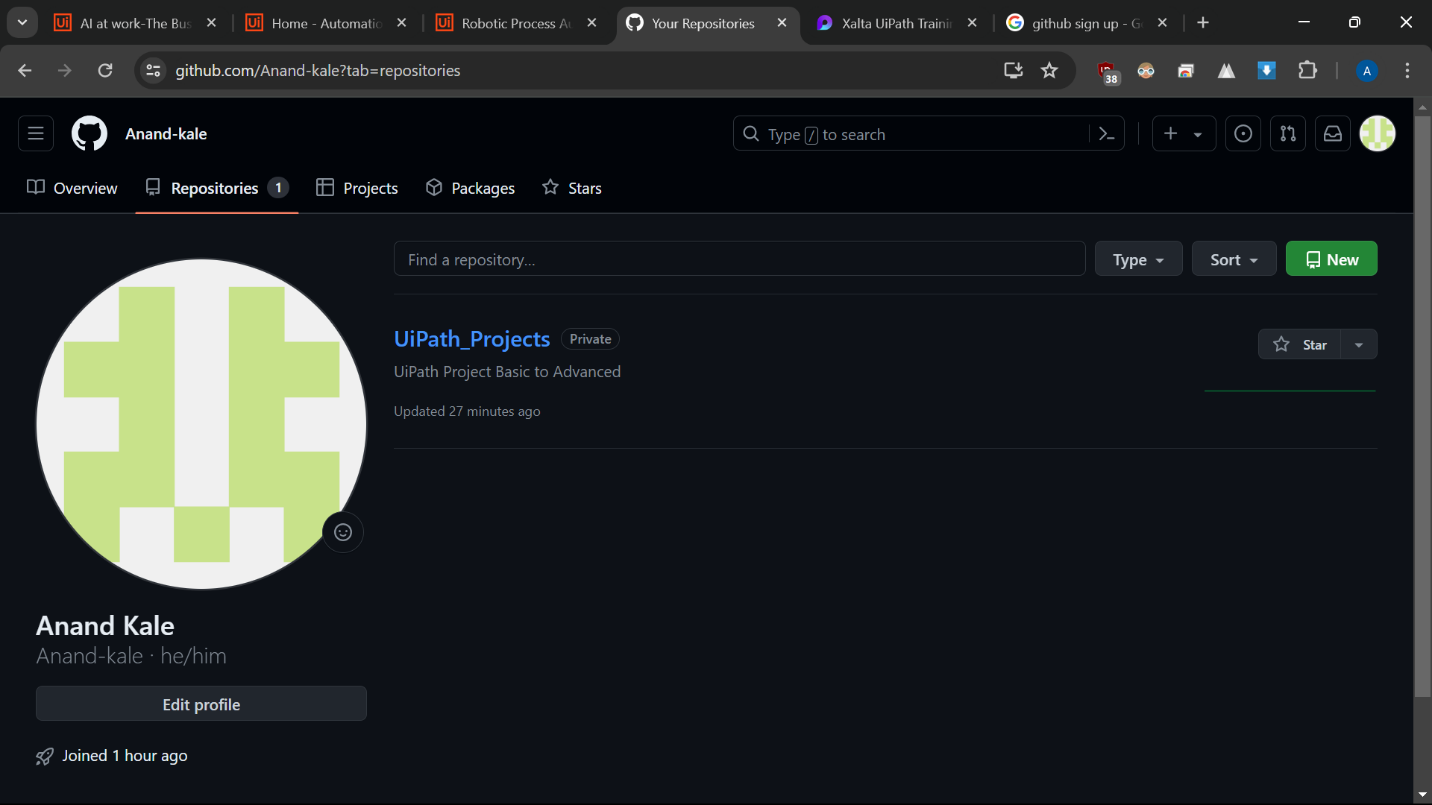 Ui AI at work-The Bus
Ui Home - Automatio
Ui Robotic Process Au
Your Repositories
Xalta UiPath Traini
github sign up - G
github.com/Anand-kale?tab=repositories
38
A
Anand-kale
Type / to search
Overview
Repositories 1
Projects
Packages
Stars
Find a repository...
Type
Sort
New
UiPath_Projects Private
Star
UiPath Project Basic to Advanced
Updated 27 minutes ago
Anand Kale
Anand-kale · he/him
Edit profile
Joined 1 hour ago